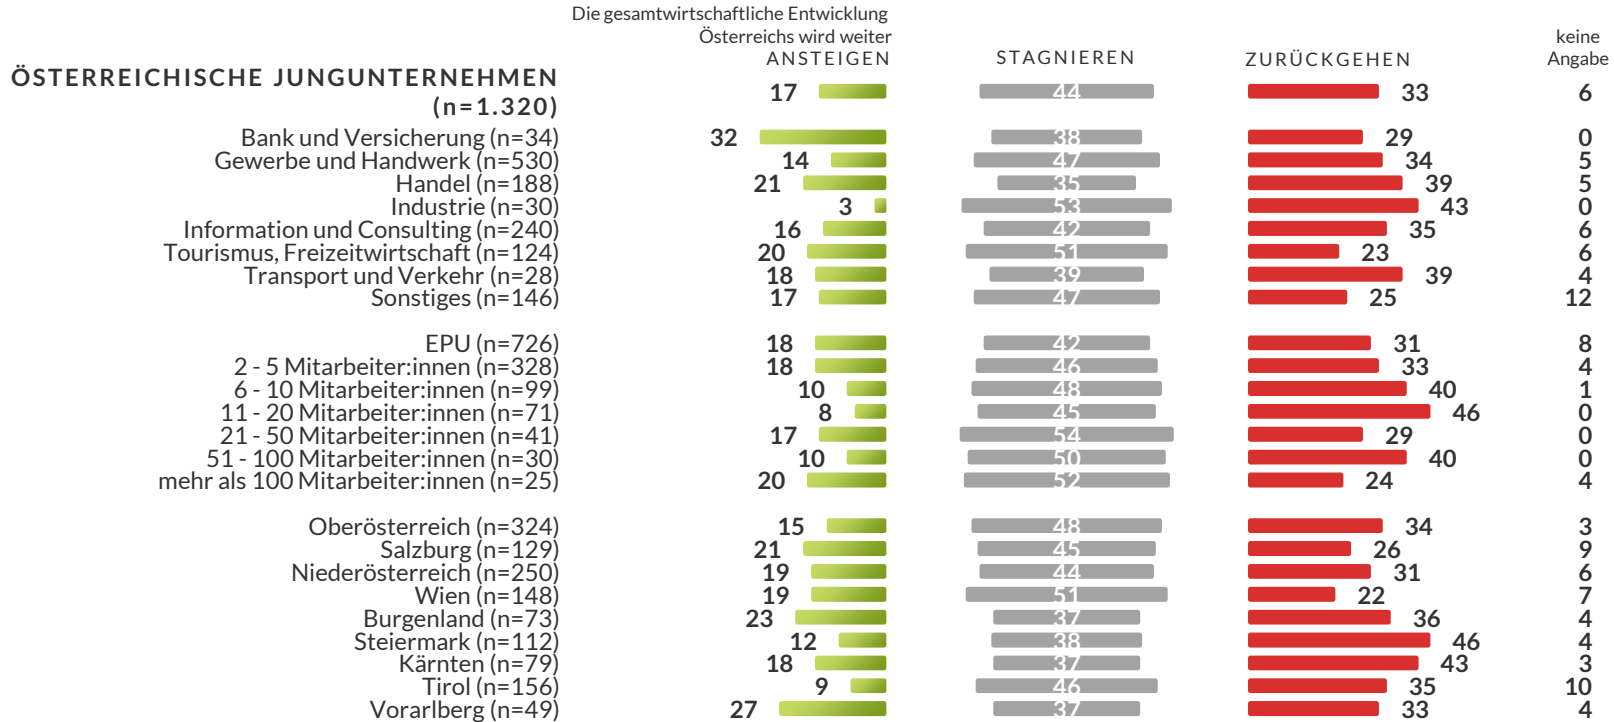 Die gesamtwirtschaftliche Entwicklung
Österreichs wird weiter
ANSTEIGEN STAGNIEREN ZURÜCKGEHEN keine Angabe
ÖSTERREICHISCHE JUNGUNTERNEHMEN
(n=1.320) 17 44 33 6
Bank und Versicherung (n=34) 32 38 29 0
Gewerbe und Handwerk (n=530) 14 47 34 5
Handel (n=188) 21 35 39 5
Industrie (n=30) 3 53 43 0
Information und Consulting (n=240) 16 42 35 6
Tourismus, Freizeitwirtschaft (n=124) 20 51 23 6
Transport und Verkehr (n=28) 18 39 39 4
Sonstiges (n=146) 17 47 25 12
EPU (n=726) 18 42 31 8
2 - 5 Mitarbeiter:innen (n=328) 18 46 33 4
6 - 10 Mitarbeiter:innen (n=99) 10 48 40 1
11 - 20 Mitarbeiter:innen (n=71) 8 45 46 0
21 - 50 Mitarbeiter:innen (n=41) 17 54 29 0
51 - 100 Mitarbeiter:innen (n=30) 10 50 40 0
mehr als 100 Mitarbeiter:innen (n=25) 20 52 24 4
Oberösterreich (n=324) 15 48 34 3
Salzburg (n=129) 21 45 26 9
Niederösterreich (n=250) 19 44 31 6
Wien (n=148) 19 51 22 7
Burgenland (n=73) 23 37 36 4
Steiermark (n=112) 12 38 46 4
Kärnten (n=79) 18 37 43 3
Tirol (n=156) 9 46 35 10
Vorarlberg (n=49) 27 37 33 4